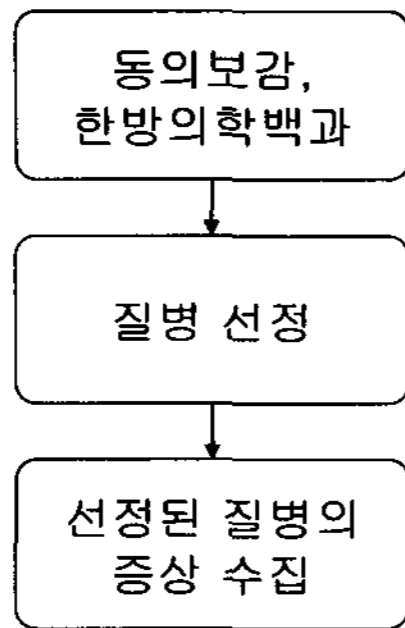 동의보감,
한방의학백과
질병 선정
선정된 질병의
증상 수집